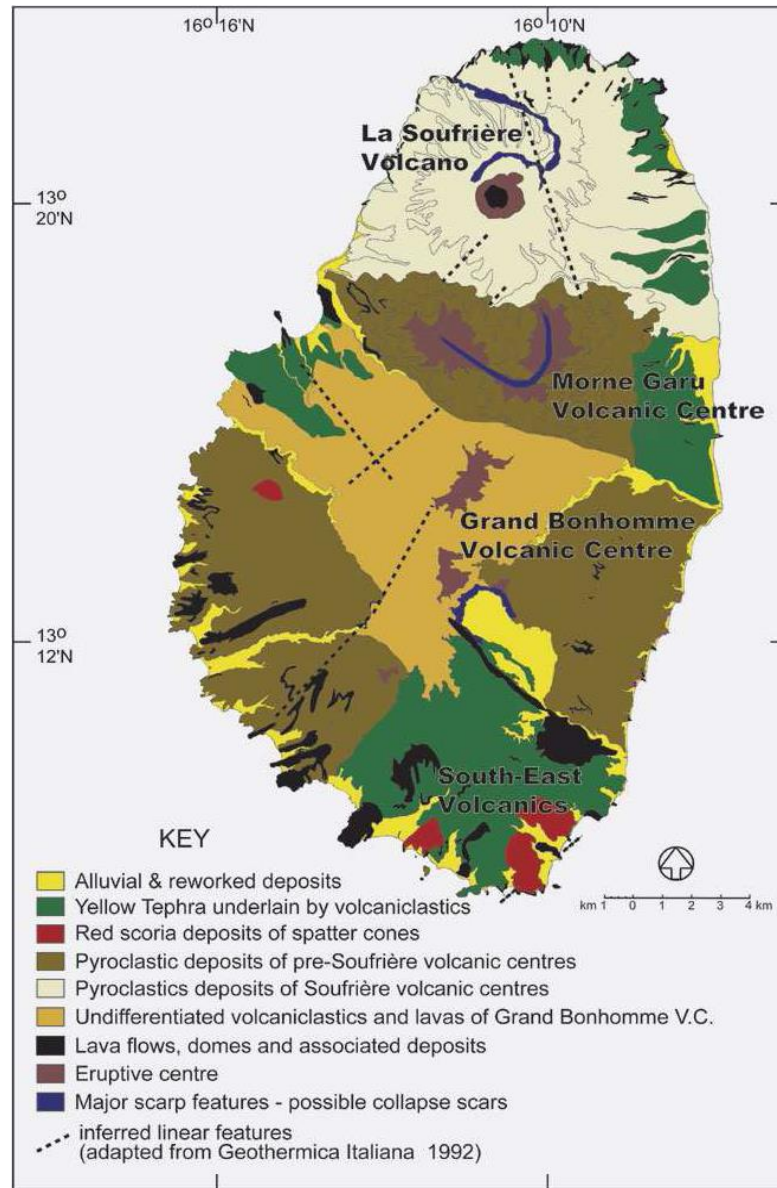 16º 16'N
16º 10'N
La Soufrière
Volcano
13º
20'N
Morne Garu
Volcanic Centre
Grand Bonhomme
Volcanic Centre
13º
12'N
South-East
Volcanics
KEY
Alluvial & reworked deposits
Yellow Tephra underlain by volcaniclastics
Red scoria deposits of spatter cones
Pyroclastic deposits of pre-Soufrière volcanic centres
Pyroclastics deposits of Soufrière volcanic centres
Undifferentiated volcaniclastics and lavas of Grand Bonhomme V.C.
Lava flows, domes and associated deposits
Eruptive centre
Major scarp features - possible collapse scars
inferred linear features
(adapted from Geothermica Italiana 1992)
km 1 0 2 4 km